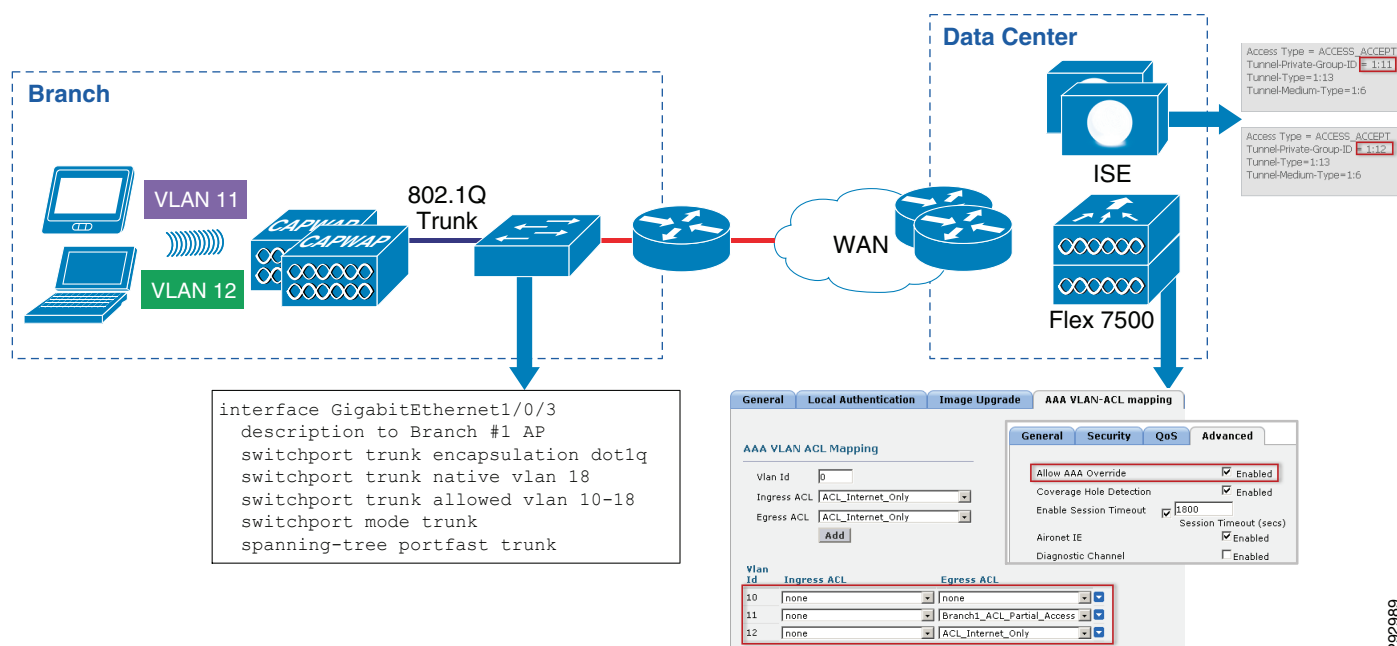 Data Center
Access Type = ACCESS_ACCEPT
Tunnel-Private-Group-ID = 1:11
Tunnel-Type=1:13
Tunnel-Medium-Type=1:6
Access Type = ACCESS_ACCEPT
Tunnel-Private-Group-ID = 1:12
Tunnel-Type=1:13
Tunnel-Medium-Type=1:6
Branch
VLAN 11
VLAN 12
CAPWAP
CAPWAP
802.1Q
Trunk
WAN
ISE
Flex 7500
interface GigabitEthernet1/0/3
description to Branch #1 AP
switchport trunk encapsulation dot1q
switchport trunk native vlan 18
switchport trunk allowed vlan 10-18
switchport mode trunk
spanning-tree portfast trunk
General Local Authentication Image Upgrade AAA VLAN-ACL mapping
AAA VLAN ACL Mapping
Vlan Id 0
Ingress ACL ACL_Internet_Only
Egress ACL ACL_Internet_Only
Add
Vlan
Id Ingress ACL Egress ACL
10 none none
11 none Branch1_ACL_Partial_Access
12 none ACL_Internet_Only
General Security QoS Advanced
Allow AAA Override Enabled
Coverage Hole Detection Enabled
Enable Session Timeout 1800
Session Timeout (secs)
Aironet IE Enabled
Diagnostic Channel Enabled
292989